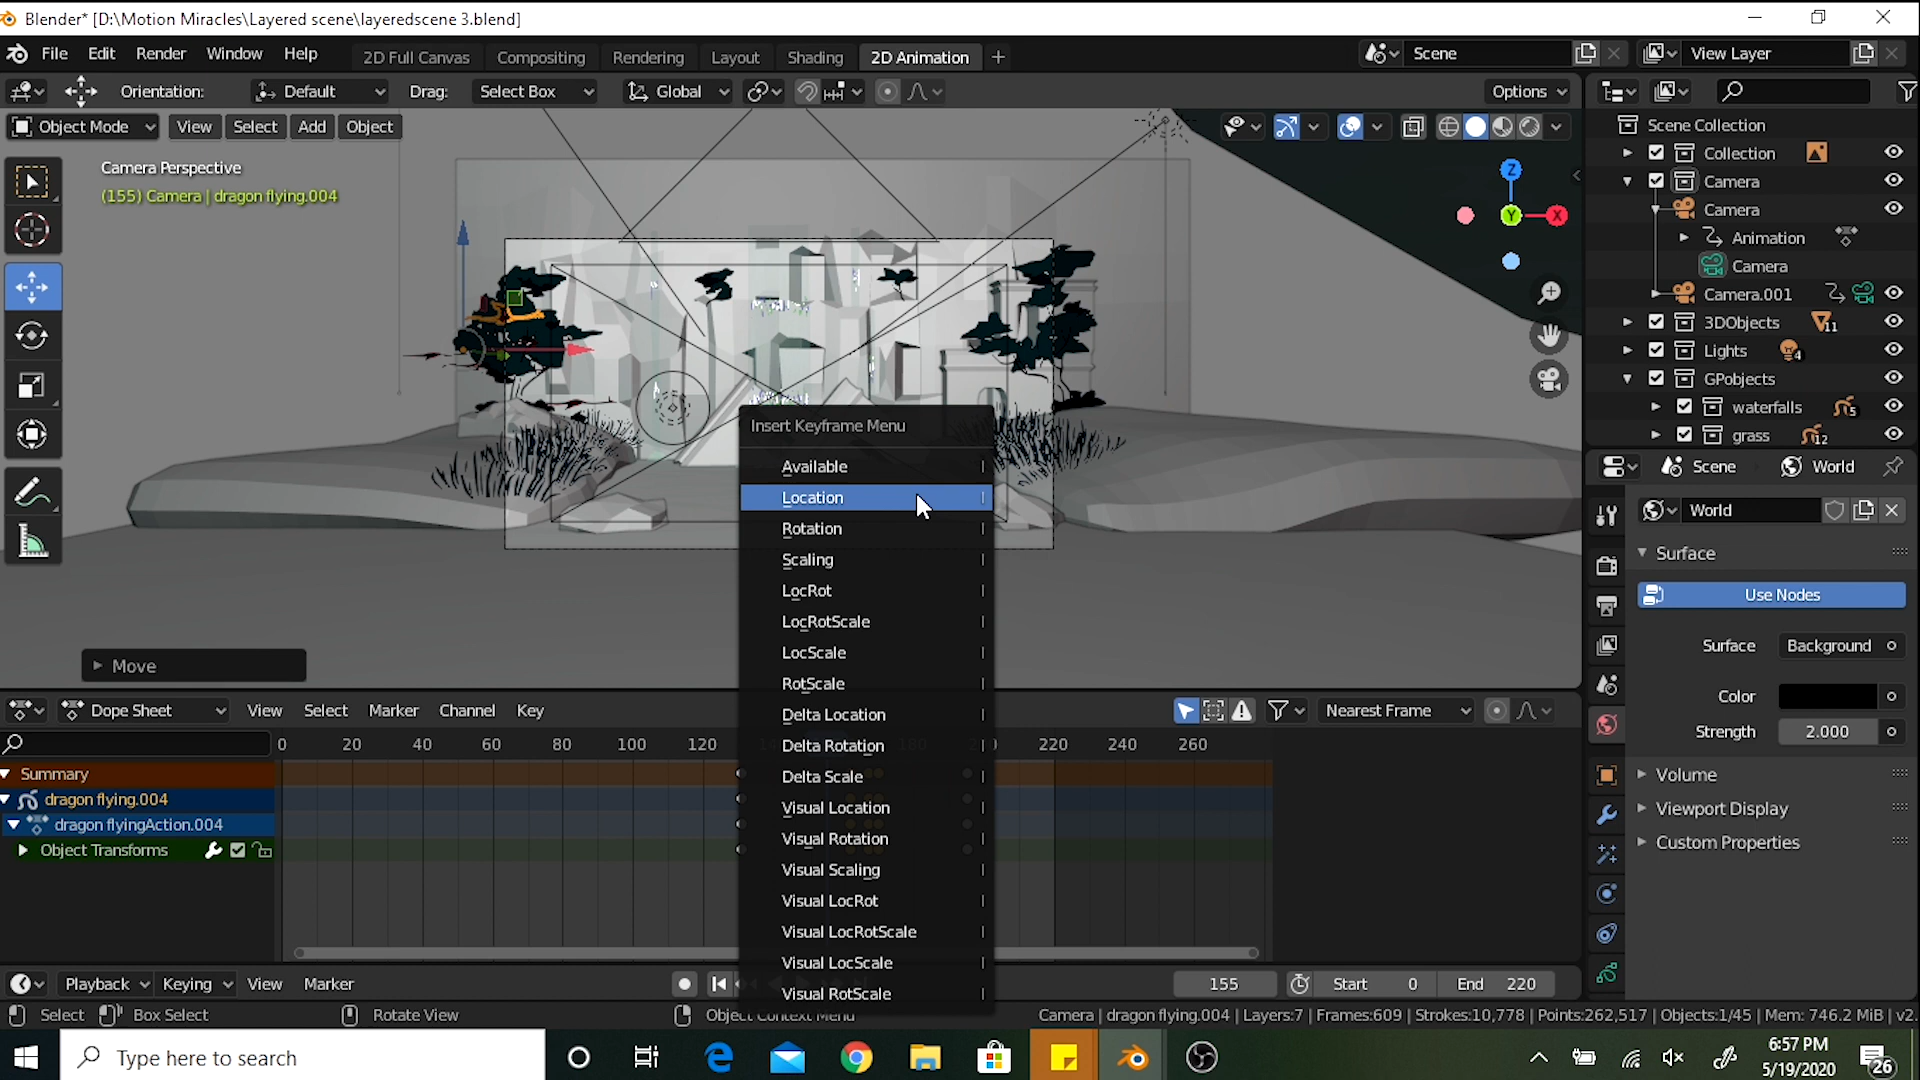 Blender* [D:\Motion Miracles\Layered scene\layeredscene 3.blend]
File Edit Render Window Help 2D Full Canvas Compositing Rendering Layout Shading 2D Animation + Scene View Layer
Orientation: Default Drag: Select Box Global Options
Object Mode View Select Add Object
Camera Perspective
(155) Camera | dragon flying.004
Z
Y
X
Scene Collection
Collection
Camera
Camera
Animation
Camera
Camera.001
3DObjects 11
Lights 4
GPobjects
waterfalls 5
grass 12
Scene World
World
Surface
Use Nodes
Surface Background
Color
Strength 2.000
Volume
Viewport Display
Custom Properties
Insert Keyframe Menu
Available I
Location I
Rotation I
Scaling I
LocRot I
LocRotScale I
LocScale I
RotScale I
Delta Location I
Delta Rotation I
Delta Scale I
Visual Location I
Visual Rotation I
Visual Scaling I
Visual LocRot I
Visual LocRotScale I
Visual LocScale I
Visual RotScale I
Move
Dope Sheet View Select Marker Channel Key Nearest Frame
0 20 40 60 80 100 120 180 220 240 260
Summary
dragon flying.004
dragon flyingAction.004
Object Transforms
Playback Keying View Marker 155 Start 0 End 220
Select Box Select Rotate View Object Context Menu Camera | dragon flying.004 | Layers:7 | Frames:609 | Strokes:10,778 | Points:262,517 | Objects:1/45 | Mem: 746.2 MiB | v2.
Type here to search
6:57 PM
5/19/2020
26